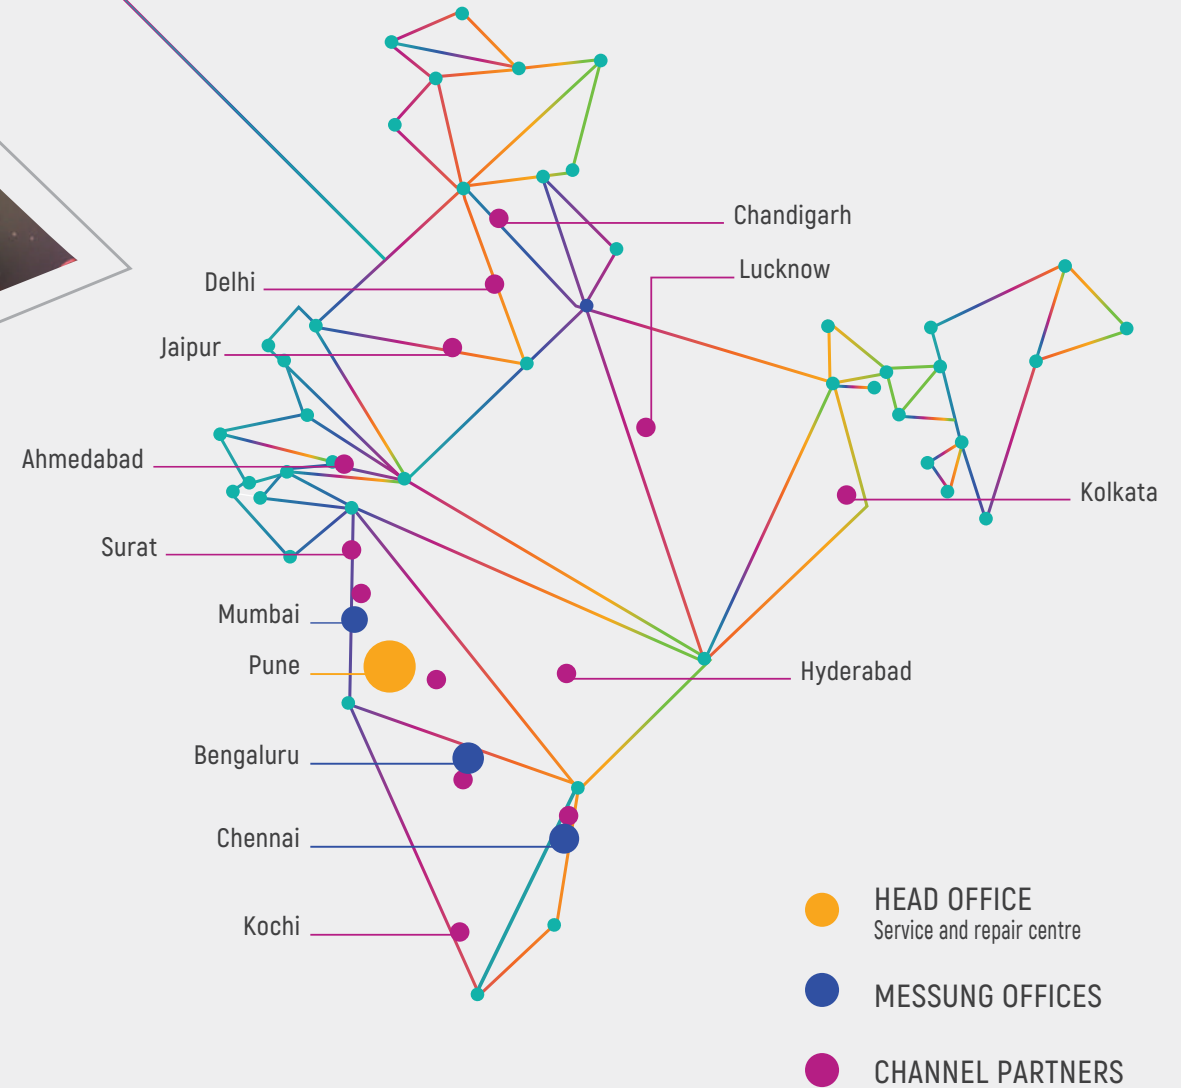 Chandigarh
Lucknow
Delhi
Jaipur
Ahmedabad
Kolkata
Surat
Mumbai
Pune
Hyderabad
Bengaluru
Chennai
Kochi
HEAD OFFICE
Service and repair centre
MESSUNG OFFICES
CHANNEL PARTNERS